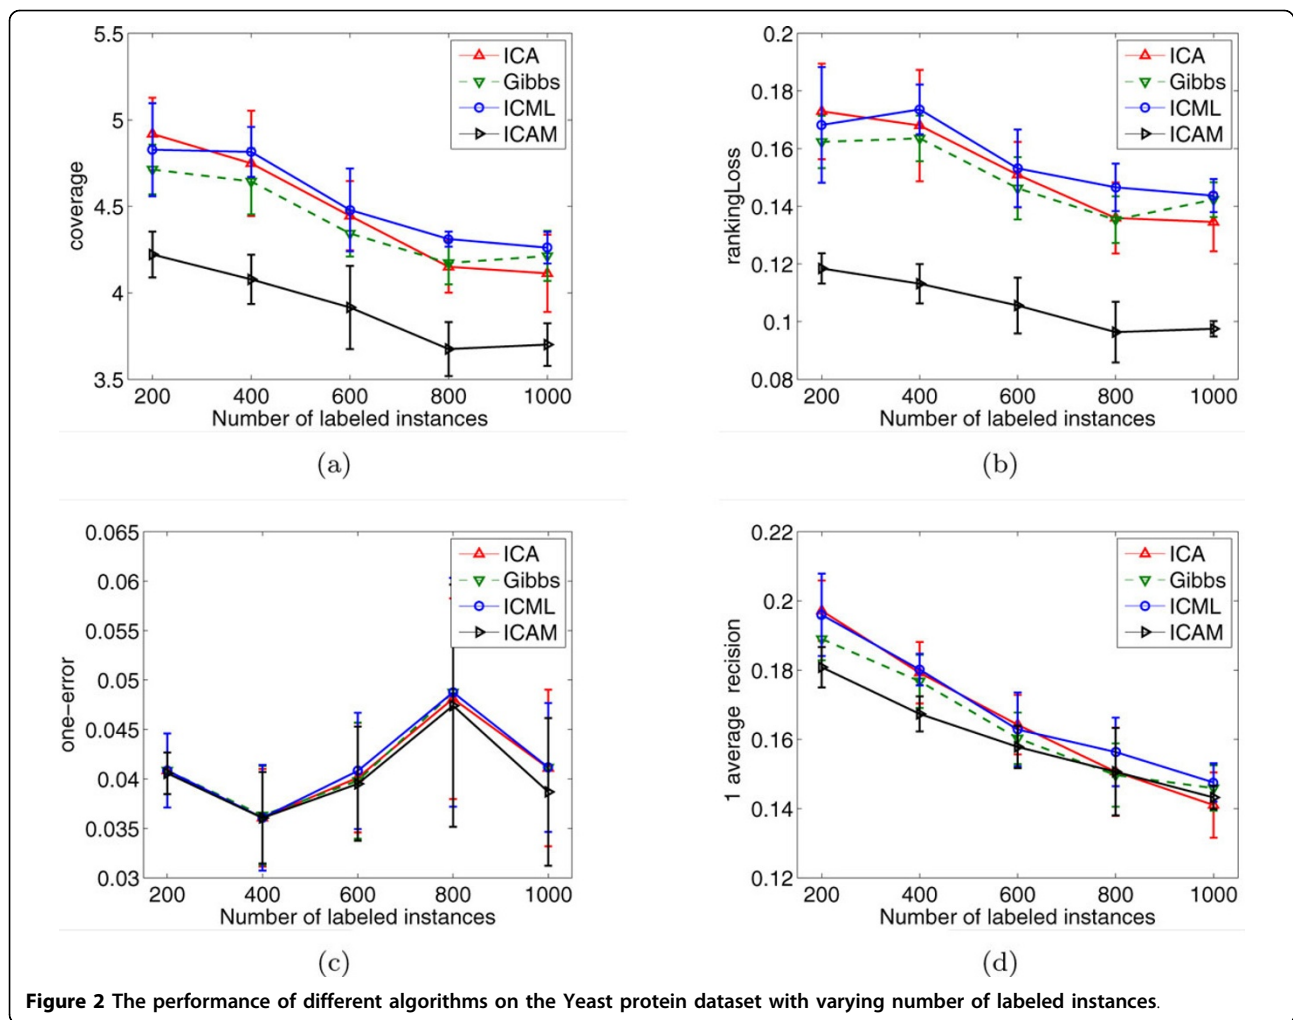 5.5
5
4.5
4
3.5
coverage
200 400 600 800 1000
Number of labeled instances
ICA
Gibbs
ICML
ICAM
(a)
0.2
0.18
0.16
0.14
0.12
0.1
0.08
rankingLoss
200 400 600 800 1000
Number of labeled instances
ICA
Gibbs
ICML
ICAM
(b)
0.065
0.06
0.055
0.05
0.045
0.04
0.035
0.03
one-error
200 400 600 800 1000
Number of labeled instances
ICA
Gibbs
ICML
ICAM
(c)
0.22
0.2
0.18
0.16
0.14
0.12
1 average recision
200 400 600 800 1000
Number of labeled instances
ICA
Gibbs
ICML
ICAM
(d)
Figure 2 The performance of different algorithms on the Yeast protein dataset with varying number of labeled instances.